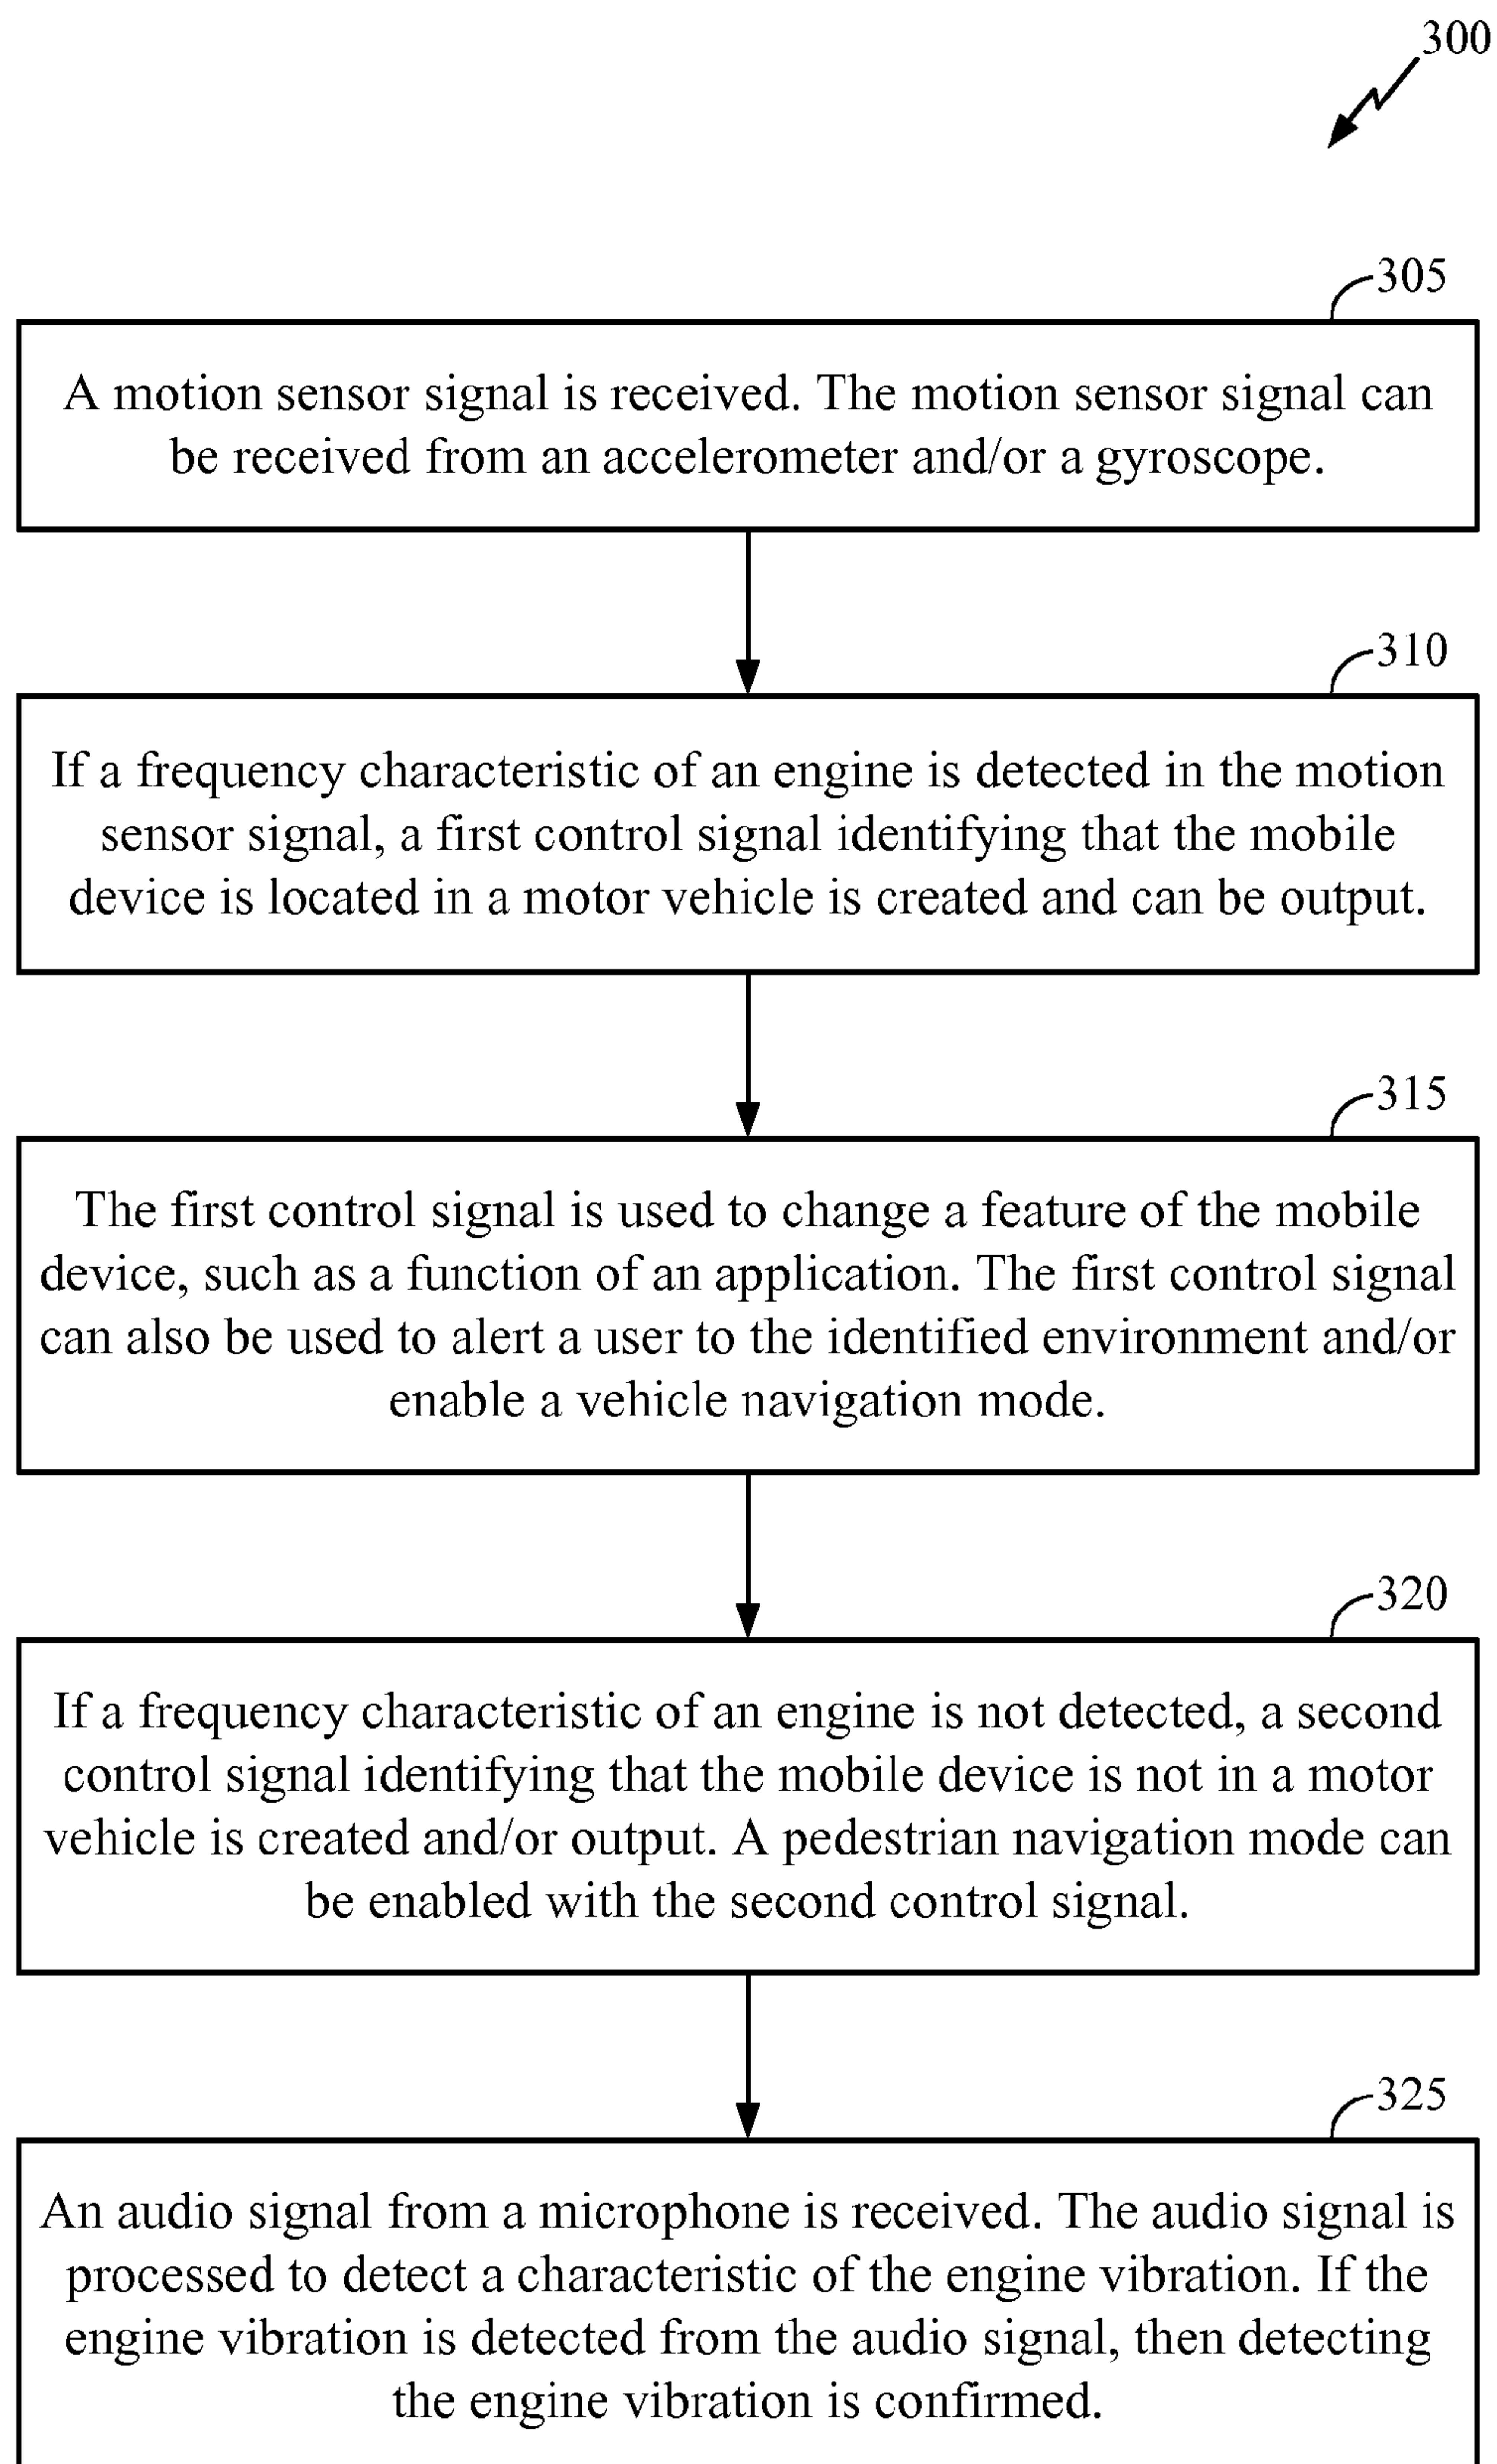 300
305
A motion sensor signal is received. The motion sensor signal can
be received from an accelerometer and/or a gyroscope.
310
If a frequency characteristic of an engine is detected in the motion
sensor signal, a first control signal identifying that the mobile
device is located in a motor vehicle is created and can be output.
315
The first control signal is used to change a feature of the mobile
device, such as a function of an application. The first control signal
can also be used to alert a user to the identified environment and/or
enable a vehicle navigation mode.
320
If a frequency characteristic of an engine is not detected, a second
control signal identifying that the mobile device is not in a motor
vehicle is created and/or output. A pedestrian navigation mode can
be enabled with the second control signal.
325
An audio signal from a microphone is received. The audio signal is
processed to detect a characteristic of the engine vibration. If the
engine vibration is detected from the audio signal, then detecting
the engine vibration is confirmed.